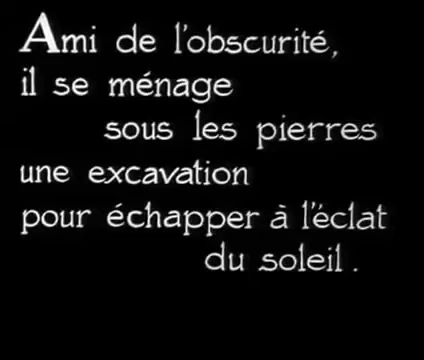 Ami de l'obscurité,
il se ménage
sous les pierres
une excavation
pour échapper à l'éclat
du soleil.